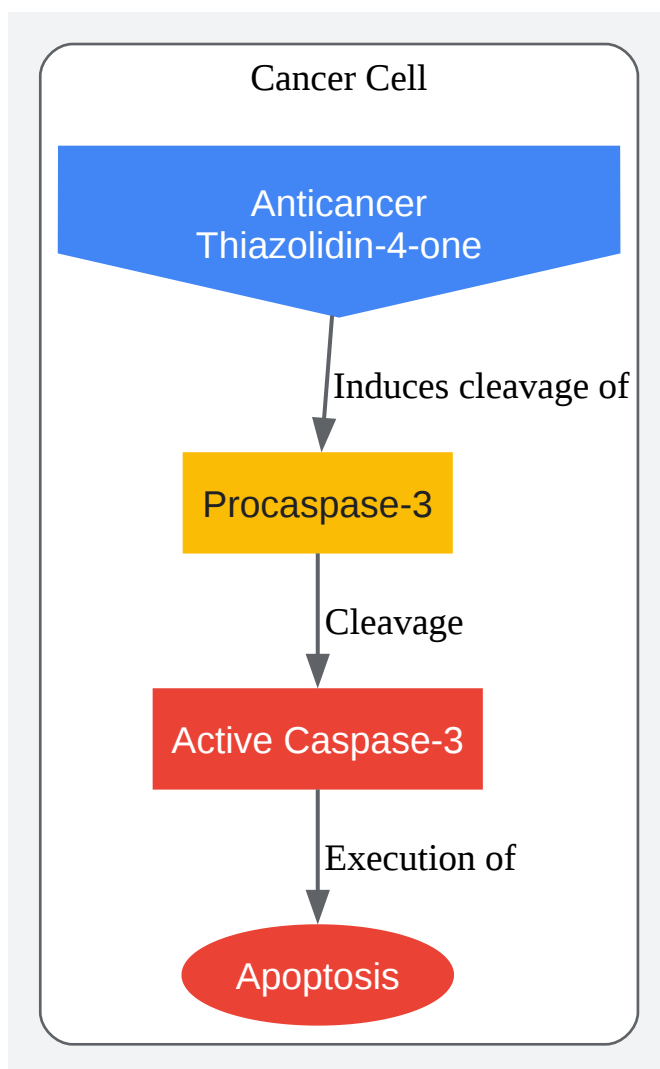 Cancer Cell
Anticancer
Thiazolidin-4-one
Induces cleavage of
Procaspase-3
Cleavage
Active Caspase-3
Execution of
Apoptosis